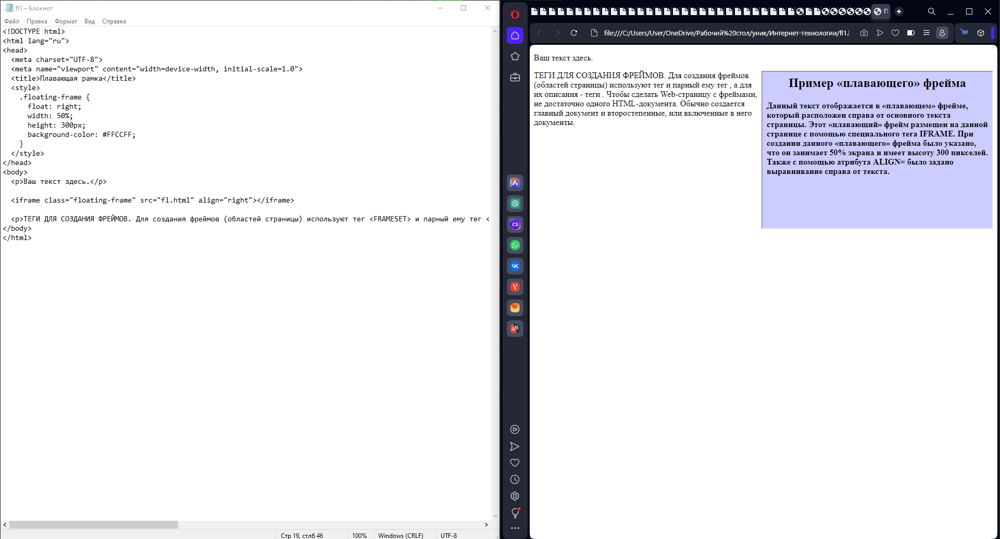 fl1 – Блокнот
Файл Правка Формат Вид Справка
<!DOCTYPE html>
<html lang="ru">
<head>
<meta charset="UTF-8">
<meta name="viewport" content="width=device-width, initial-scale=1.0">
<title>Плавающая рамка</title>
<style>
.floating-frame {
float: right;
width: 50%;
height: 300px;
background-color: #FFCCFF;
}
</style>
</head>
<body>
<p>Ваш текст здесь.</p>
<iframe class="floating-frame" src="fl.html" align="right"></iframe>
<p>ТЕГИ ДЛЯ СОЗДАНИЯ ФРЕЙМОВ. Для создания фреймов (областей страницы) используют тег <FRAMESET> и парный ему тег <
</body>
</html>
Стр 19, стлб 46 100% Windows (CRLF) UTF-8
П
file:///C:/Users/User/OneDrive/Рабочий%20стол/уник/Интернет-технологии/fl1.
CS
Ваш текст здесь.
ТЕГИ ДЛЯ СОЗДАНИЯ ФРЕЙМОВ. Для создания фреймов
(областей страницы) используют тег и парный ему тег , а для
их описания - теги . Чтобы сделать Web-страницу с фреймами,
не достаточно одного HTML-документа. Обычно создается
главный документ и второстепенные, или включенные в него
документы.
Пример «плавающего» фрейма
Данный текст отображается в «плавающем» фрейме,
который расположен справа от основного текста
страницы. Этот «плавающий» фрейм размещен на данной
странице с помощью специального тега IFRAME. При
создании данного «плавающего» фрейма было указано,
что он занимает 50% экрана и имеет высоту 300 пикселей.
Также с помощью атрибута ALIGN= было задано
выравнивание справа от текста.